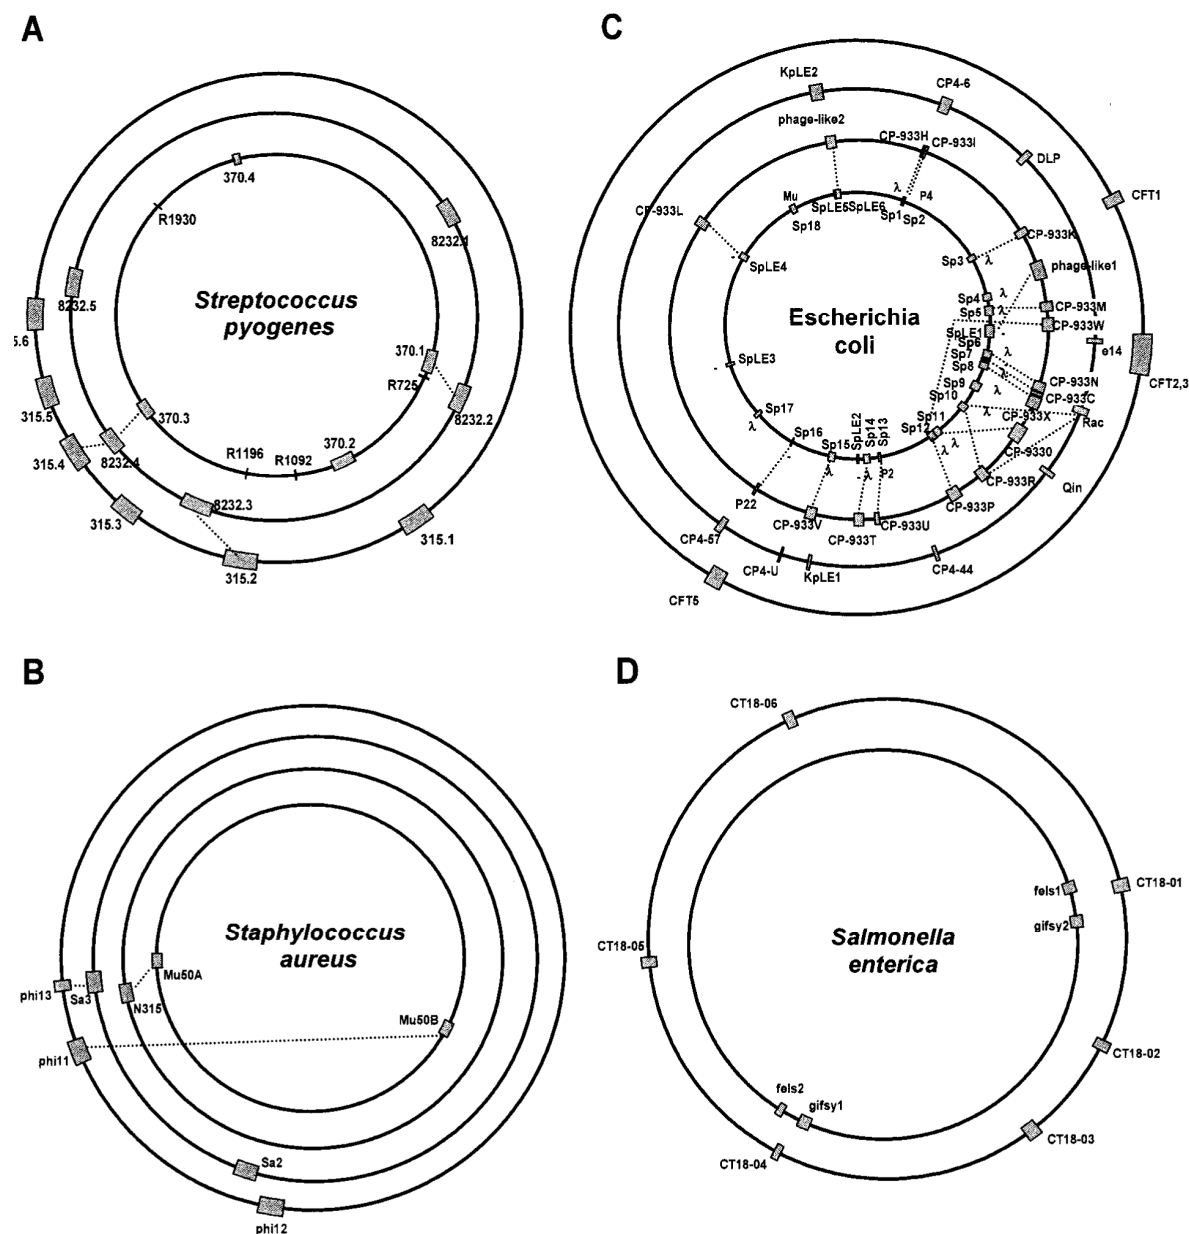 A
370.4
R1930
8232.1
8232.5
Streptococcus
pyogenes
5.6
370.1
R725
8232.2
315.5
370.3
315.4
8232.4
R1196
R1092
370.2
8232.3
315.3
315.1
315.2
C
KpLE2
CP4-6
phage-like2
CP-933H
CP-933I
DLP
CFT1
λ
P4
Mu
SpLE5
SpLE6
Sp1
Sp2
Sp18
CP-933L
CP-933K
Sp3
λ
SpLE4
phage-like1
Sp4
λ
Sp5
λ
CP-933M
Escherichia
coli
SpLE1
CP-933W
Sp6
e14
Sp7
λ
CFT2,3
SpLE3
Sp8
λ
Sp9
CP-933N
Sp10
CP-933C
Sp17
λ
Sp11
λ
CP-933X
Rac
Sp12
Sp16
Sp15
SpLE2
Sp14
Sp13
λ
λ
CP-9330
λ
λ
P2
CP-933R
Qin
P22
CP-933P
CP-933V
CP-933U
CP4-57
CP-933T
CP4-U
KpLE1
CP4-44
CFT5
B
Staphylococcus
aureus
Mu50A
phi13
Sa3
N315
Mu50B
phi11
Sa2
phi12
D
CT18-06
fels1
CT18-01
gifsy2
Salmonella
enterica
CT18-05
CT18-02
fels2
gifsy1
CT18-03
CT18-04